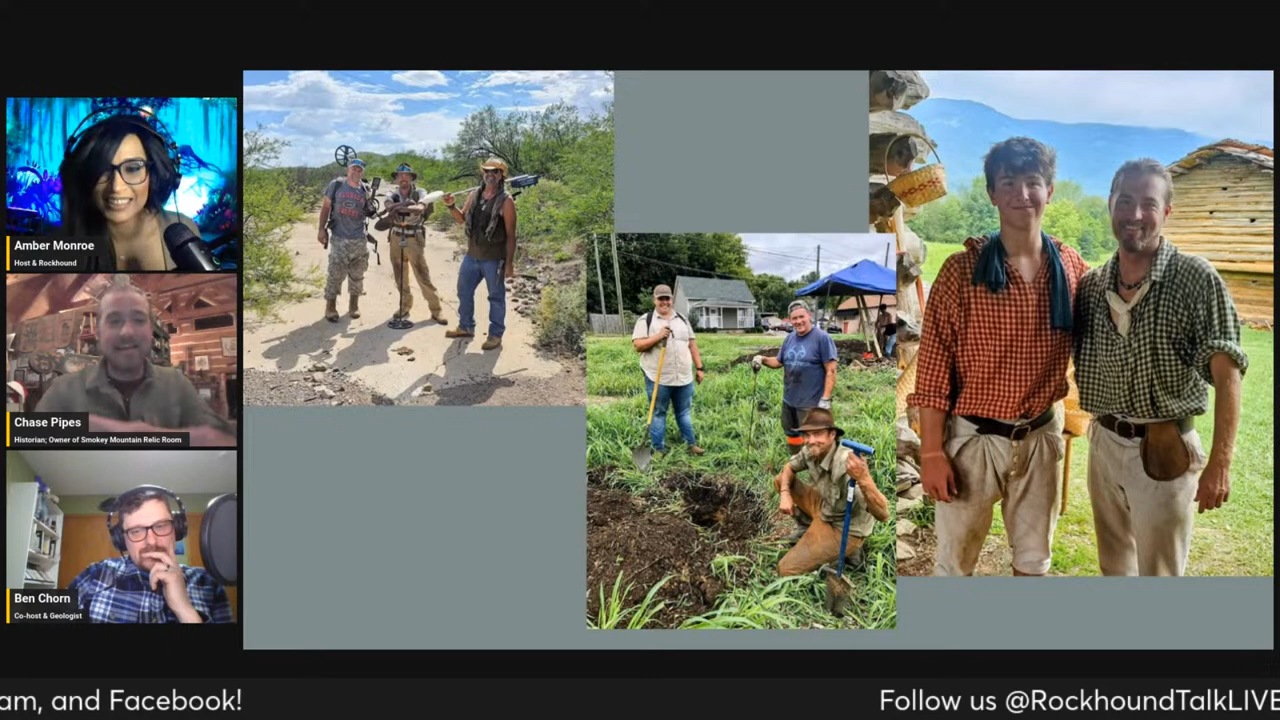 Amber Monroe
Host & Rockhound
Chase Pipes
Historian; Owner of Smokey Mountain Relic Room
Ben Chorn
Co-host & Geologist
am, and Facebook!
Follow us @RockhoundTalkLIVE